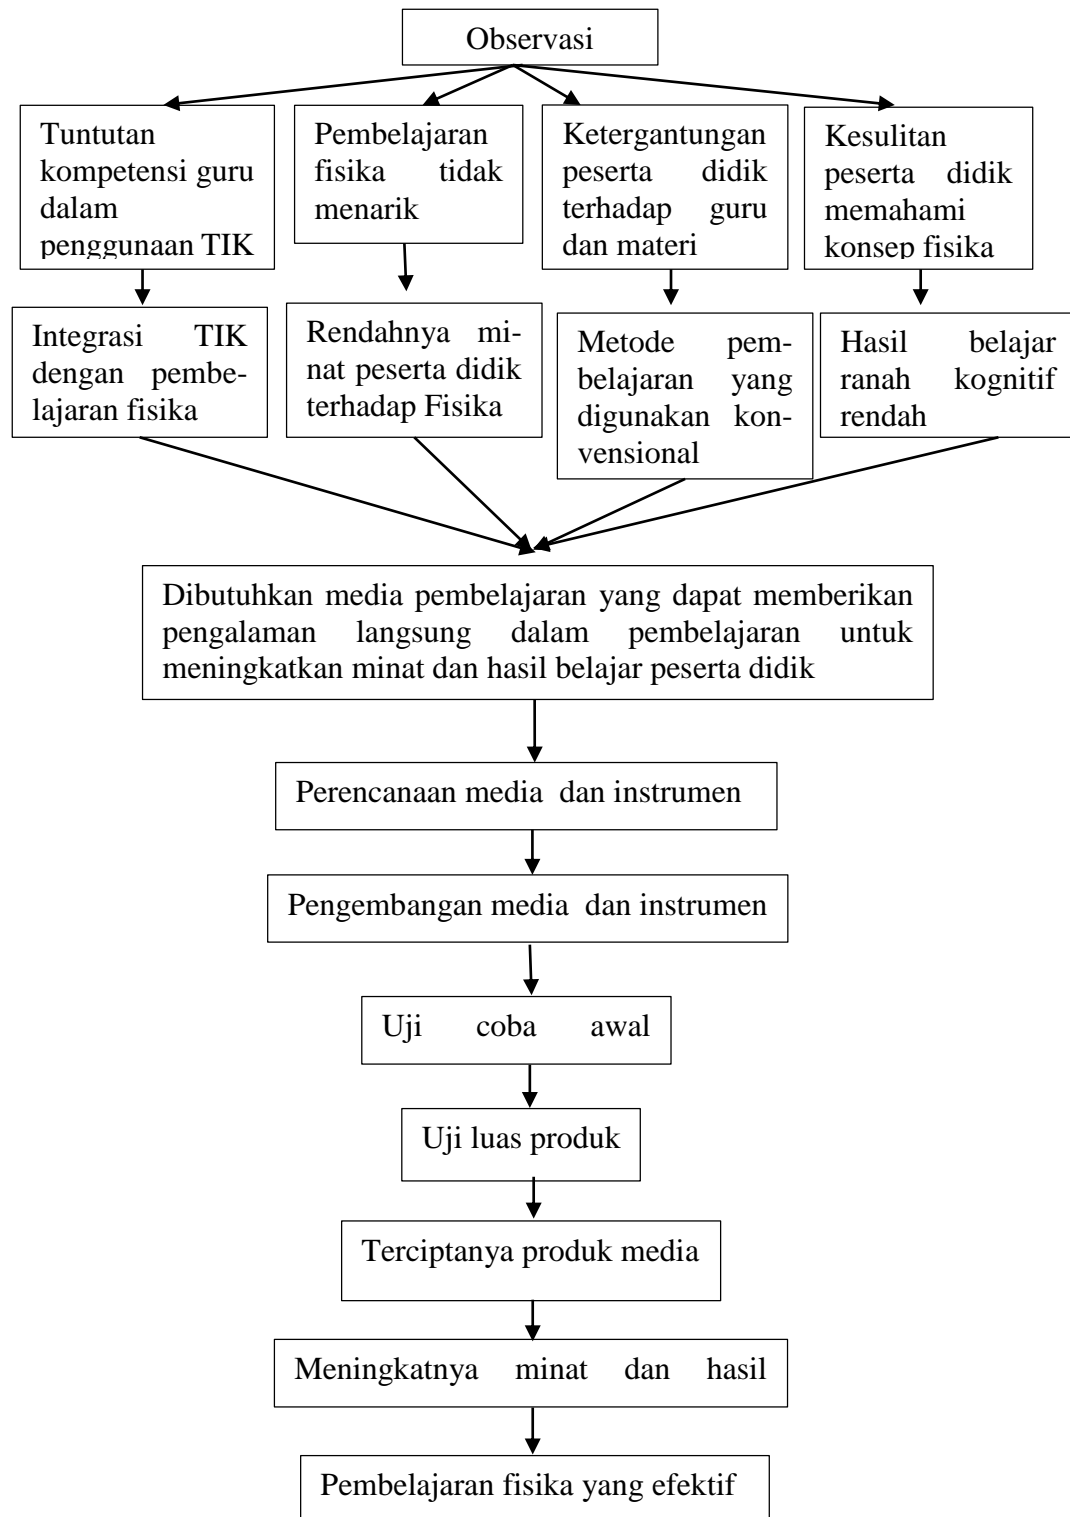 Observasi
Tuntutan
kompetensi guru
dalam
penggunaan TIK
Pembelajaran
fisika tidak
menarik
Ketergantungan
peserta didik
terhadap guru
dan materi
Kesulitan
peserta didik
memahami
konsep fisika
Integrasi TIK
dengan pembe-
lajaran fisika
Rendahnya mi-
nat peserta didik
terhadap Fisika
Metode pem-
belajaran yang
digunakan kon-
vensional
Hasil belajar
ranah kognitif
rendah
Dibutuhkan media pembelajaran yang dapat memberikan
pengalaman langsung dalam pembelajaran untuk
meningkatkan minat dan hasil belajar peserta didik
Perencanaan media dan instrumen
Pengembangan media dan instrumen
Uji coba awal
Uji luas produk
Terciptanya produk media
Meningkatnya minat dan hasil
Pembelajaran fisika yang efektif